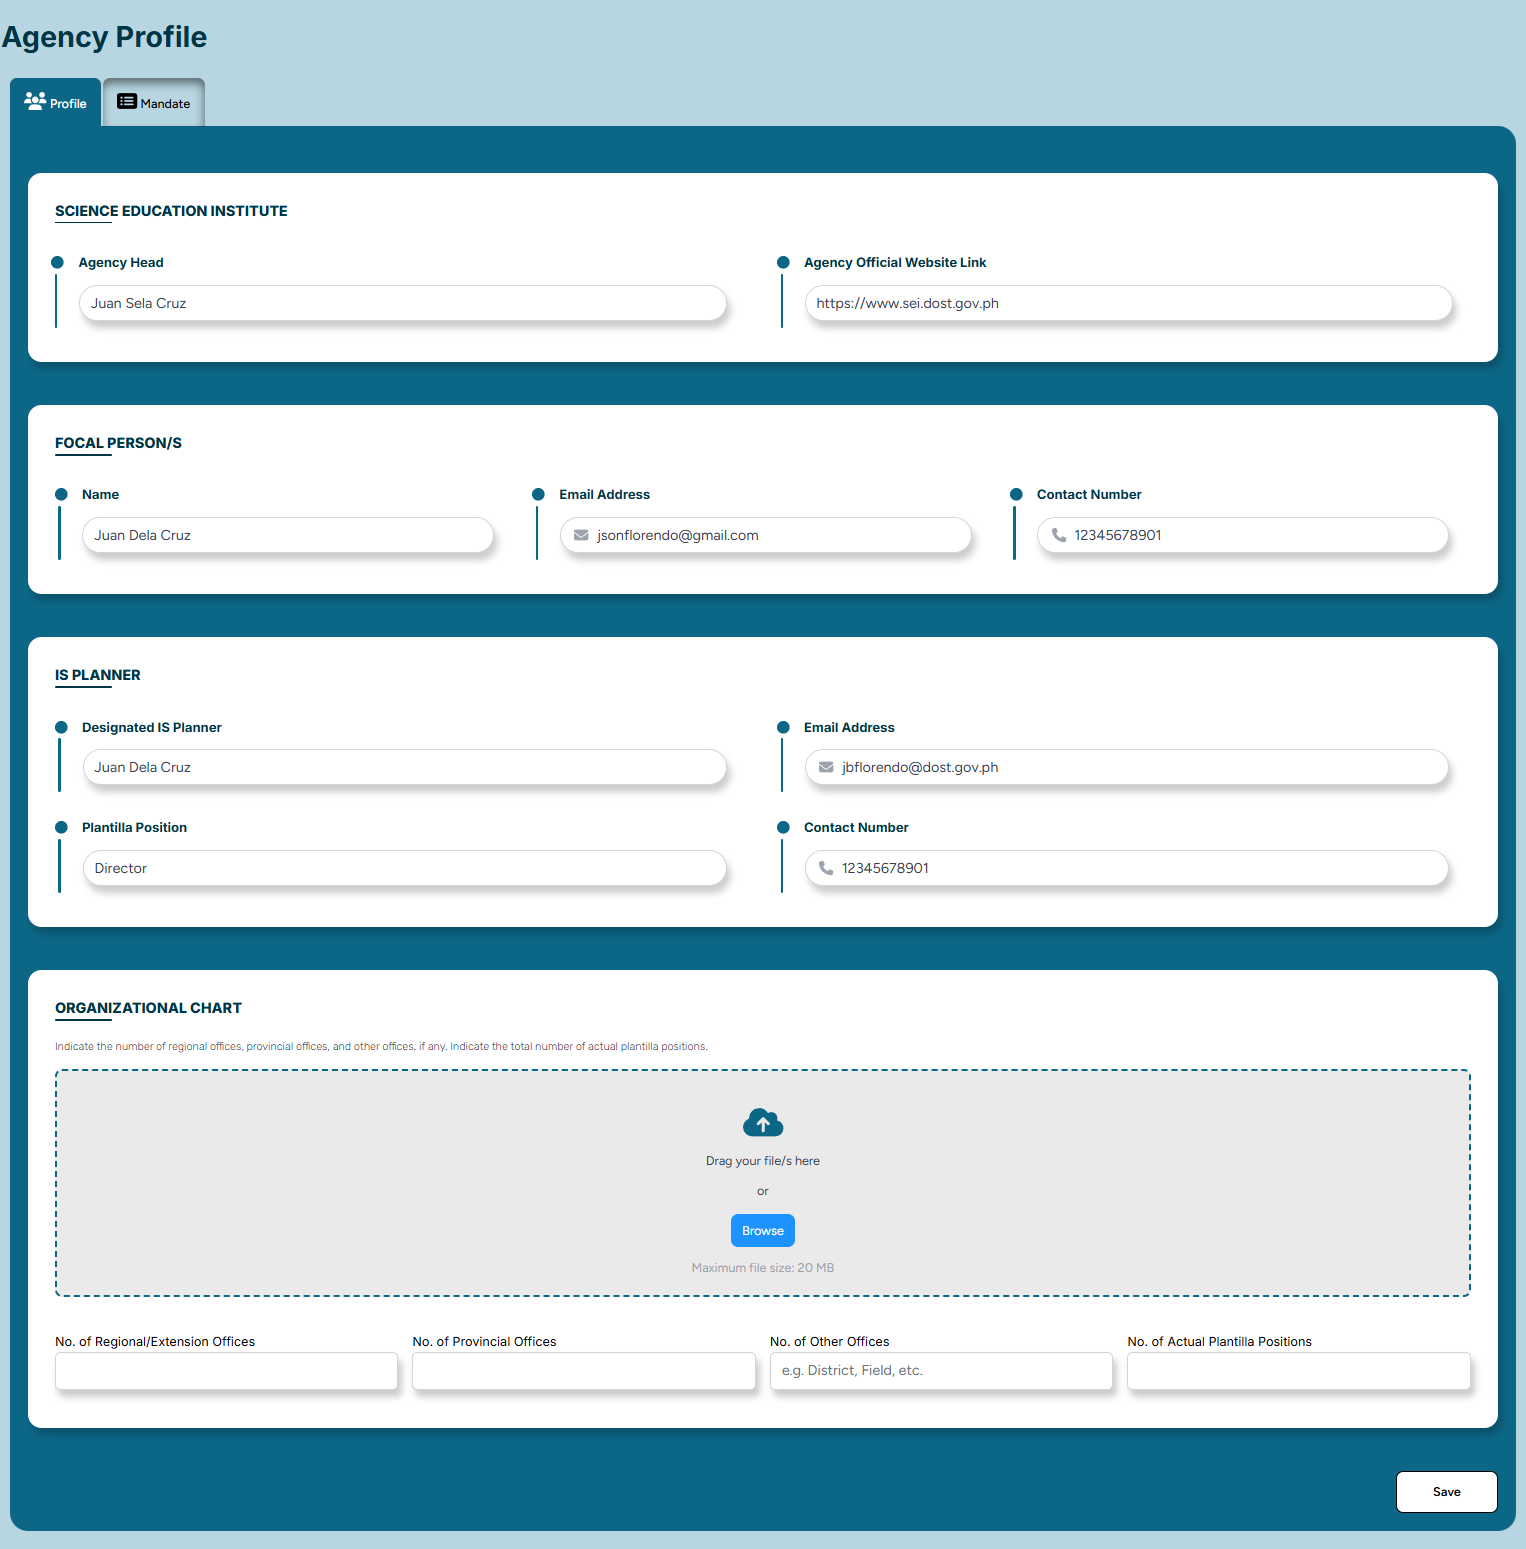 Agency Profile
Profile
Mandate
SCIENCE EDUCATION INSTITUTE
Agency Head
Agency Official Website Link
Juan Sela Cruz
https://www.sei.dost.gov.ph
FOCAL PERSON/S
Name
Email Address
Contact Number
Juan Dela Cruz
jsonflorendo@gmail.com
12345678901
IS PLANNER
Designated IS Planner
Email Address
Juan Dela Cruz
jbflorendo@dost.gov.ph
Plantilla Position
Contact Number
Director
12345678901
ORGANIZATIONAL CHART
Indicate the number of regional offices, provincial offices, and other offices, if any. Indicate the total number of actual plantilla positions.
Drag your file/s here
or
Browse
Maximum file size: 20 MB
No. of Regional/Extension Offices
No. of Provincial Offices
No. of Other Offices
No. of Actual Plantilla Positions
e.g. District, Field, etc.
Save